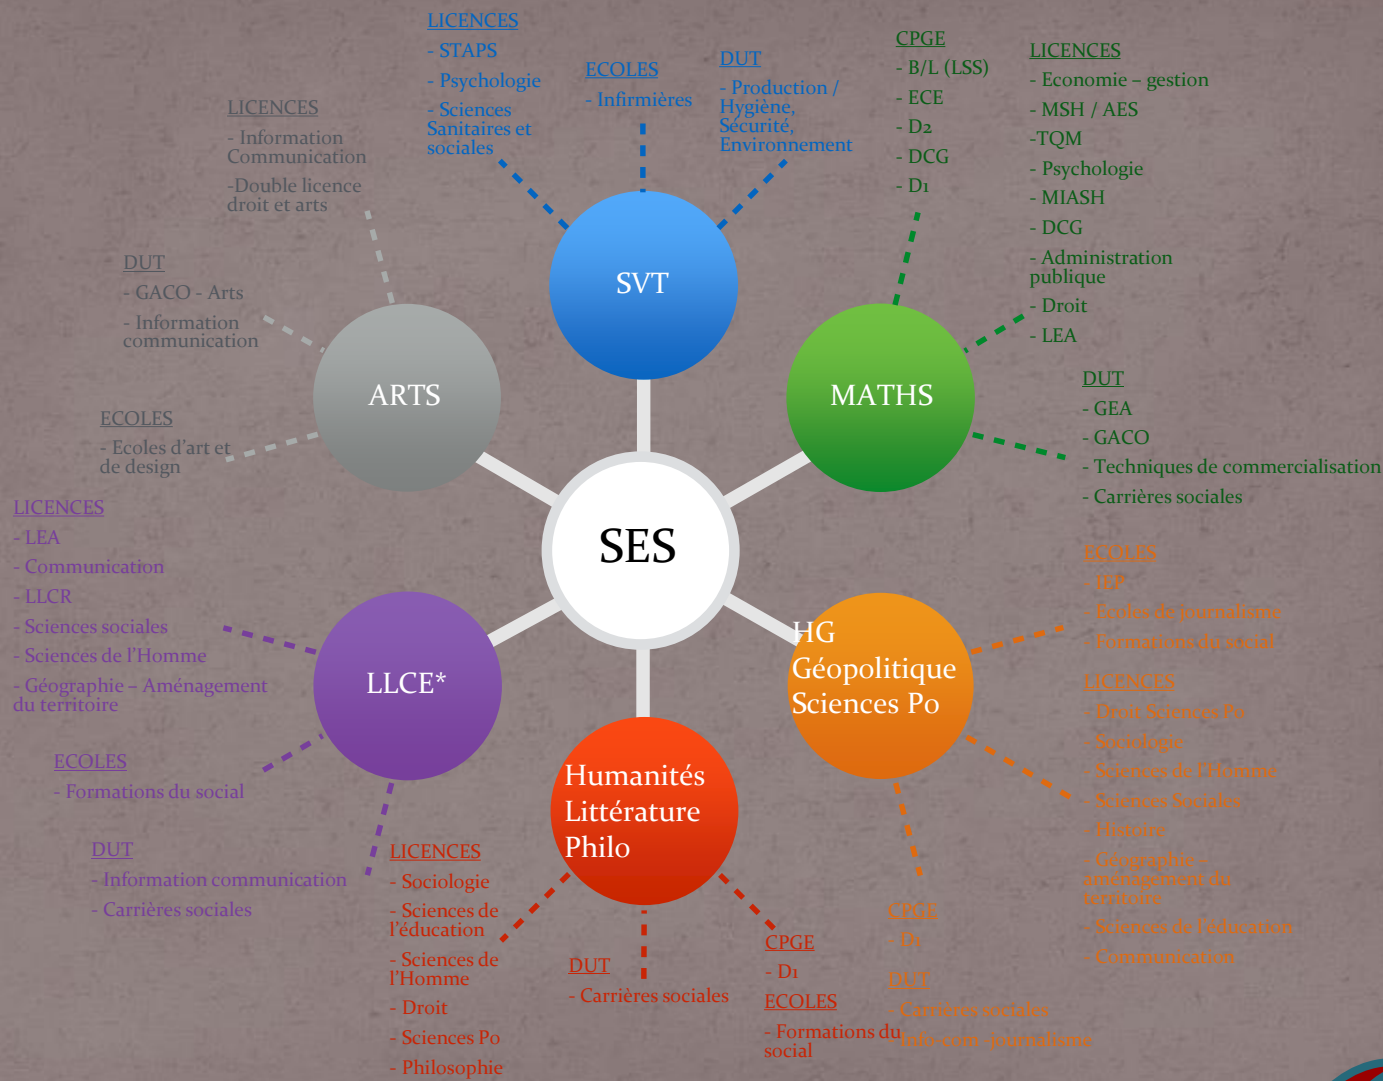 LICENCES
- STAPS
- Psychologie
- Sciences
Sanitaires et
sociales
ECOLES
- Infirmières
DUT
- Production /
Hygiène,
Sécurité,
Environnement
CPGE
- B/L (LSS)
- ECE
- D2
- DCG
- D1
LICENCES
- Economie – gestion
- MSH / AES
-TQM
- Psychologie
- MIASH
- DCG
- Administration
publique
- Droit
- LEA
DUT
- GEA
- GACO
- Techniques de commercialisation
- Carrières sociales
LICENCES
- Information
Communication
-Double licence
droit et arts
DUT
- GACO - Arts
- Information
communication
ECOLES
- Ecoles d'art et
de design
SVT
ARTS
MATHS
SES
LLCE*
HG
Géopolitique
Sciences Po
Humanités
Littérature
Philo
LICENCES
- LEA
- Communication
- LLCR
- Sciences sociales
- Sciences de l'Homme
- Géographie – Aménagement
du territoire
ECOLES
- Formations du social
DUT
- Information communication
- Carrières sociales
LICENCES
- Sociologie
- Sciences de
l'éducation
- Sciences de
l'Homme
- Droit
- Sciences Po
- Philosophie
DUT
- Carrières sociales
CPGE
- D1
ECOLES
- Formations du
social
ECOLES
- IEP
- Ecoles de journalisme
- Formations du social
LICENCES
- Droit Sciences Po
- Sociologie
- Sciences de l'Homme
- Sciences Sociales
- Histoire
- Géographie –
aménagement du
territoire
- Sciences de l'éducation
- Communication
CPGE
- D1
DUT
- Carrières sociales
- Info-com -journalisme